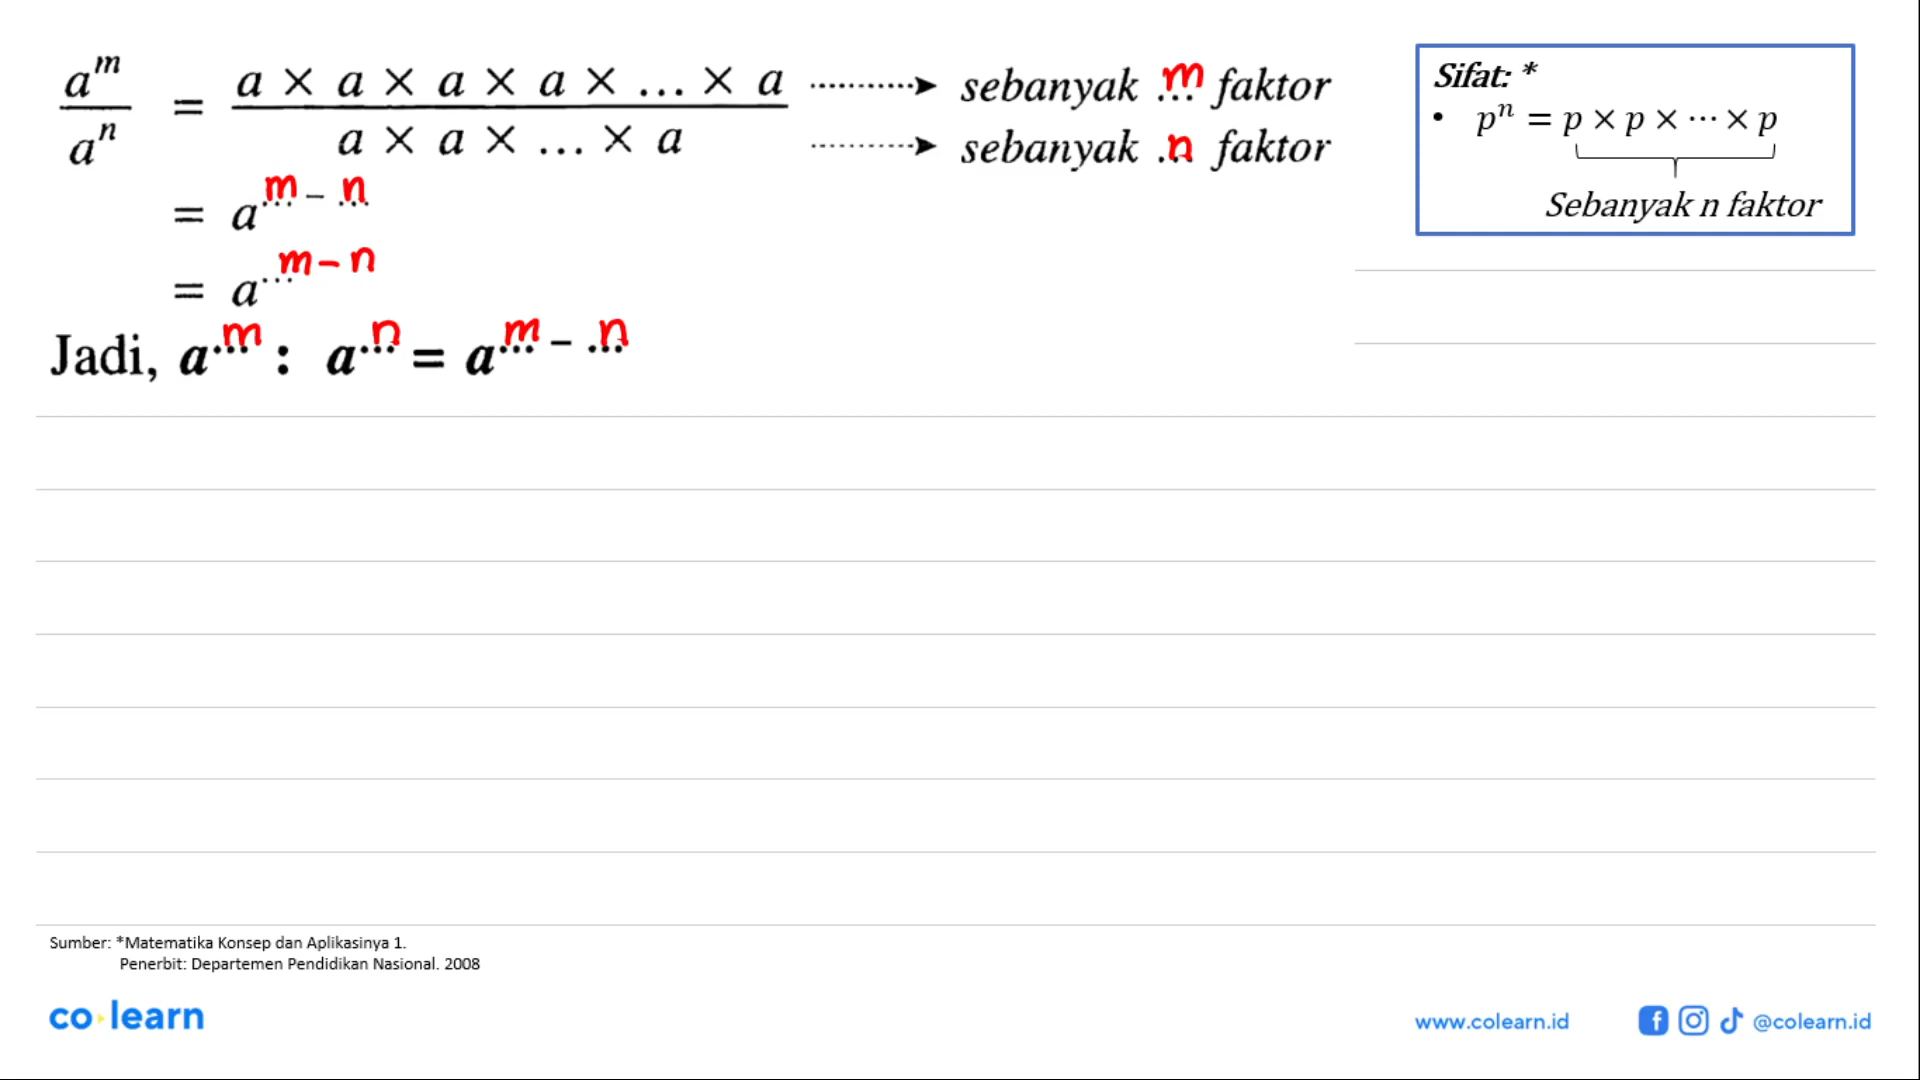 a^m / a^n = a × a × a × a × ... × a / a × a × ... × a
sebanyak m faktor
sebanyak n faktor
= a^m – n
= a^m – n
Jadi, a^m : a^n = a^m – n
Sifat: *
• p^n = p × p × ⋯ × p
Sebanyak n faktor
Sumber: *Matematika Konsep dan Aplikasinya 1.
Penerbit: Departemen Pendidikan Nasional. 2008
co learn
www.colearn.id
@colearn.id